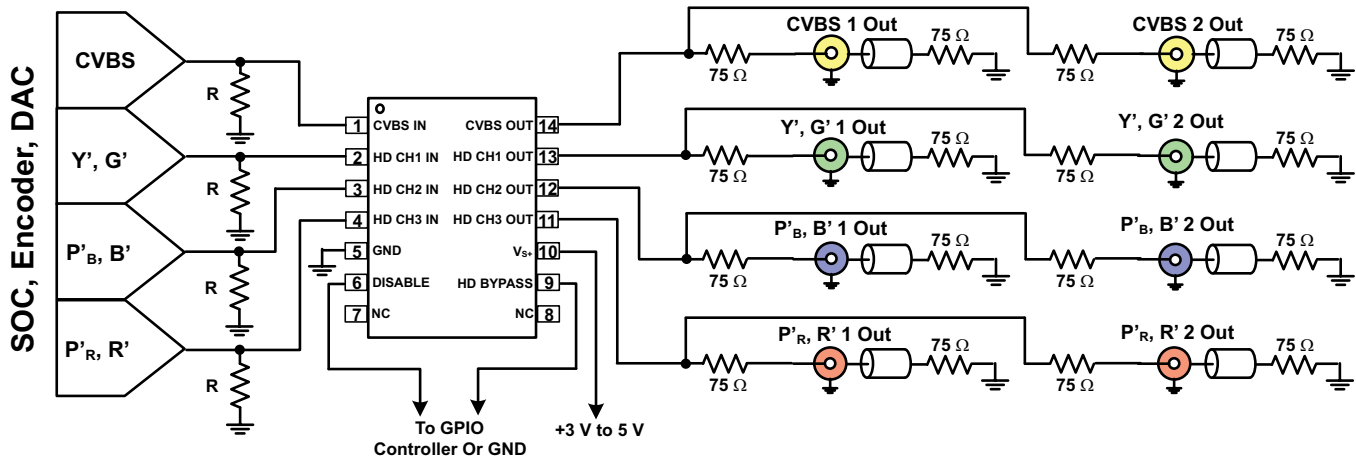 SOC, Encoder, DAC
CVBS
Y', G'
P'B, B'
P'R, R'
R
R
R
R
1 CVBS IN
2 HD CH1 IN
3 HD CH2 IN
4 HD CH3 IN
5 GND
6 DISABLE
7 NC
CVBS OUT 14
HD CH1 OUT 13
HD CH2 OUT 12
HD CH3 OUT 11
VS+ 10
HD BYPASS 9
NC 8
To GPIO
Controller Or GND
+3 V to 5 V
CVBS 1 Out
75 Ω
75 Ω
CVBS 2 Out
75 Ω
75 Ω
Y', G' 1 Out
75 Ω
75 Ω
Y', G' 2 Out
75 Ω
75 Ω
P'B, B' 1 Out
75 Ω
75 Ω
P'B, B' 2 Out
75 Ω
75 Ω
P'R, R' 1 Out
75 Ω
75 Ω
P'R, R' 2 Out
75 Ω
75 Ω